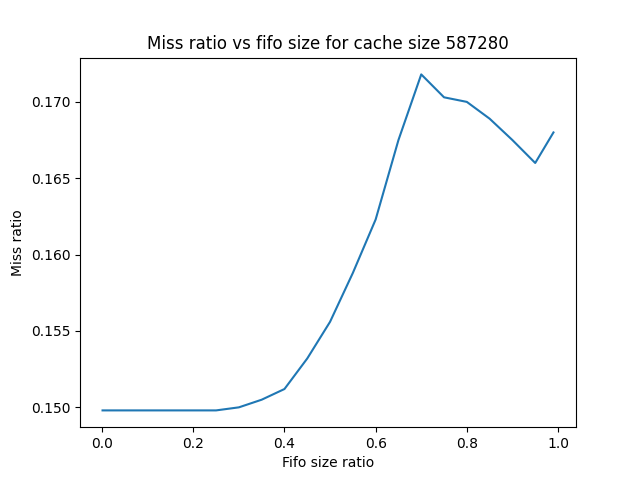 Miss ratio vs fifo size for cache size 587280
Miss ratio
0.170
0.165
0.160
0.155
0.150
0.0 0.2 0.4 0.6 0.8 1.0
Fifo size ratio